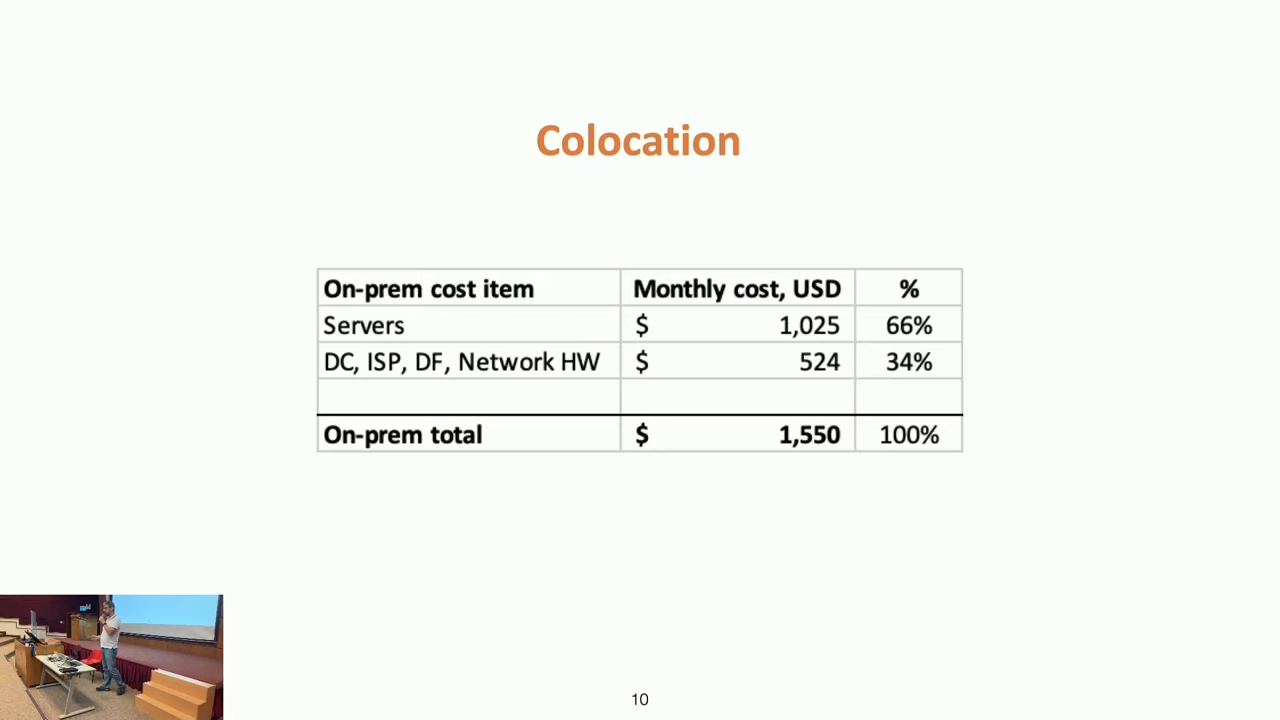 Colocation
On-prem cost item Monthly cost, USD %
Servers $ 1,025 66%
DC, ISP, DF, Network HW $ 524 34%
On-prem total $ 1,550 100%
10